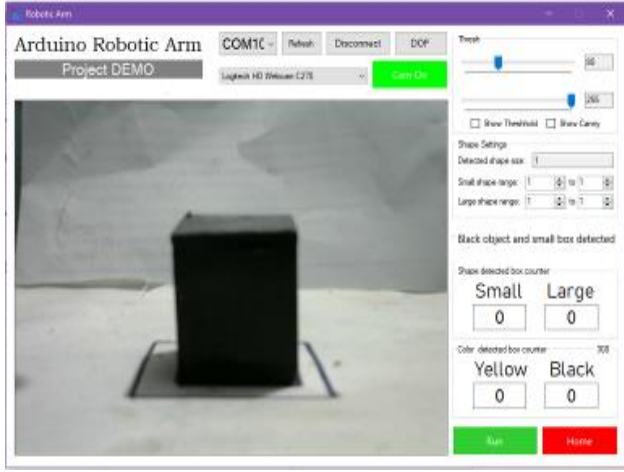 Robotic Arm
Arduino Robotic Arm
Project DEMO
COM10 Refresh Disconnect DOF
Logitech HD Webcam C270 Cam On
Thresh
80
255
Show Threshhold Show Canny
Shape Settings
Detected shape size: 1
Small shape range: 1 to 1
Large shape range: 1 to 1
Black object and small box detected
Shape detected box counter
Small Large
0 0
Color detected box counter 300
Yellow Black
0 0
Run Home